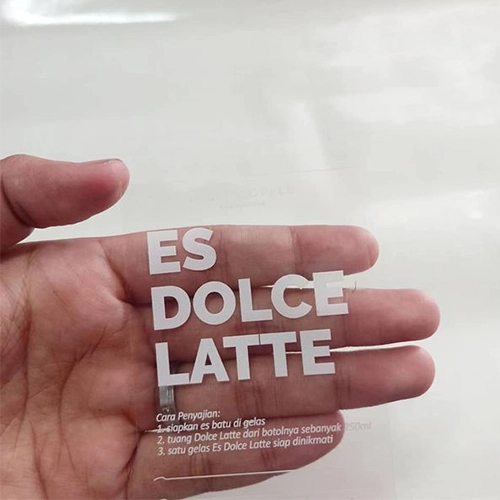 ES
DOLCE
LATTE
Cara Penyajian:
1. siapkan es batu di gelas
2. tuang Dolce Latte dari botolnya sebanyak 250ml
3. satu gelas Es Dolce Latte siap dinikmati